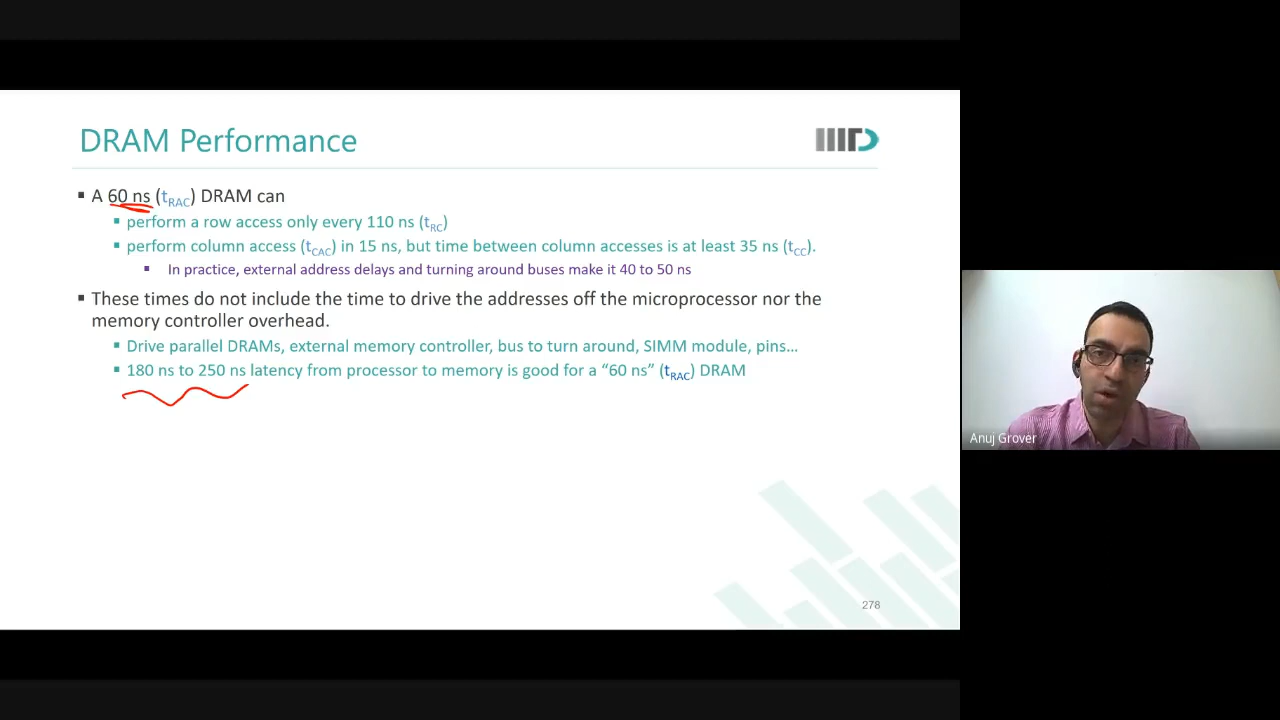 DRAM Performance
IIITD
▪ A 60 ns (tRAC) DRAM can
▪ perform a row access only every 110 ns (tRC)
▪ perform column access (tCAC) in 15 ns, but time between column accesses is at least 35 ns (tCC).
▪ In practice, external address delays and turning around buses make it 40 to 50 ns
▪ These times do not include the time to drive the addresses off the microprocessor nor the
memory controller overhead.
▪ Drive parallel DRAMs, external memory controller, bus to turn around, SIMM module, pins…
▪ 180 ns to 250 ns latency from processor to memory is good for a “60 ns” (tRAC) DRAM
Anuj Grover
278